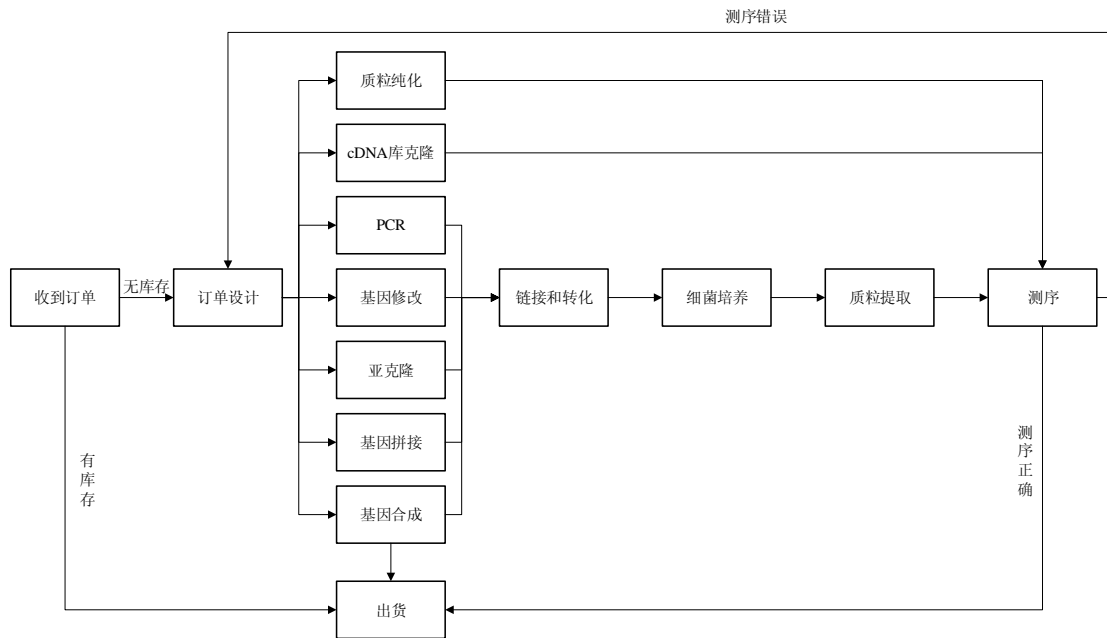 测序错误
质粒纯化
cDNA库克隆
PCR
收到订单
无库存
订单设计
基因修改
链接和转化
细菌培养
质粒提取
测序
亚克隆
基因拼接
有库存
测序正确
基因合成
出货